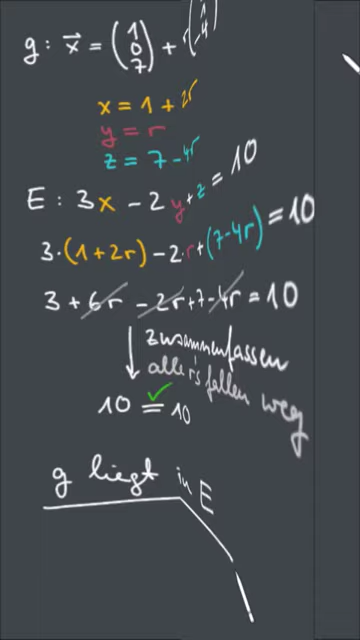 g: x⃗ = (1 0 7) + r (1 -4)
x = 1 + 2r
y = r
z = 7 - 4r
E: 3x - 2y + z = 10
3·(1+2r) - 2·r + (7-4r) = 10
3 + 6r - 2r + 7 - 4r = 10
zusammenfassen
alle r's fallen weg
10 = 10
g liegt in E